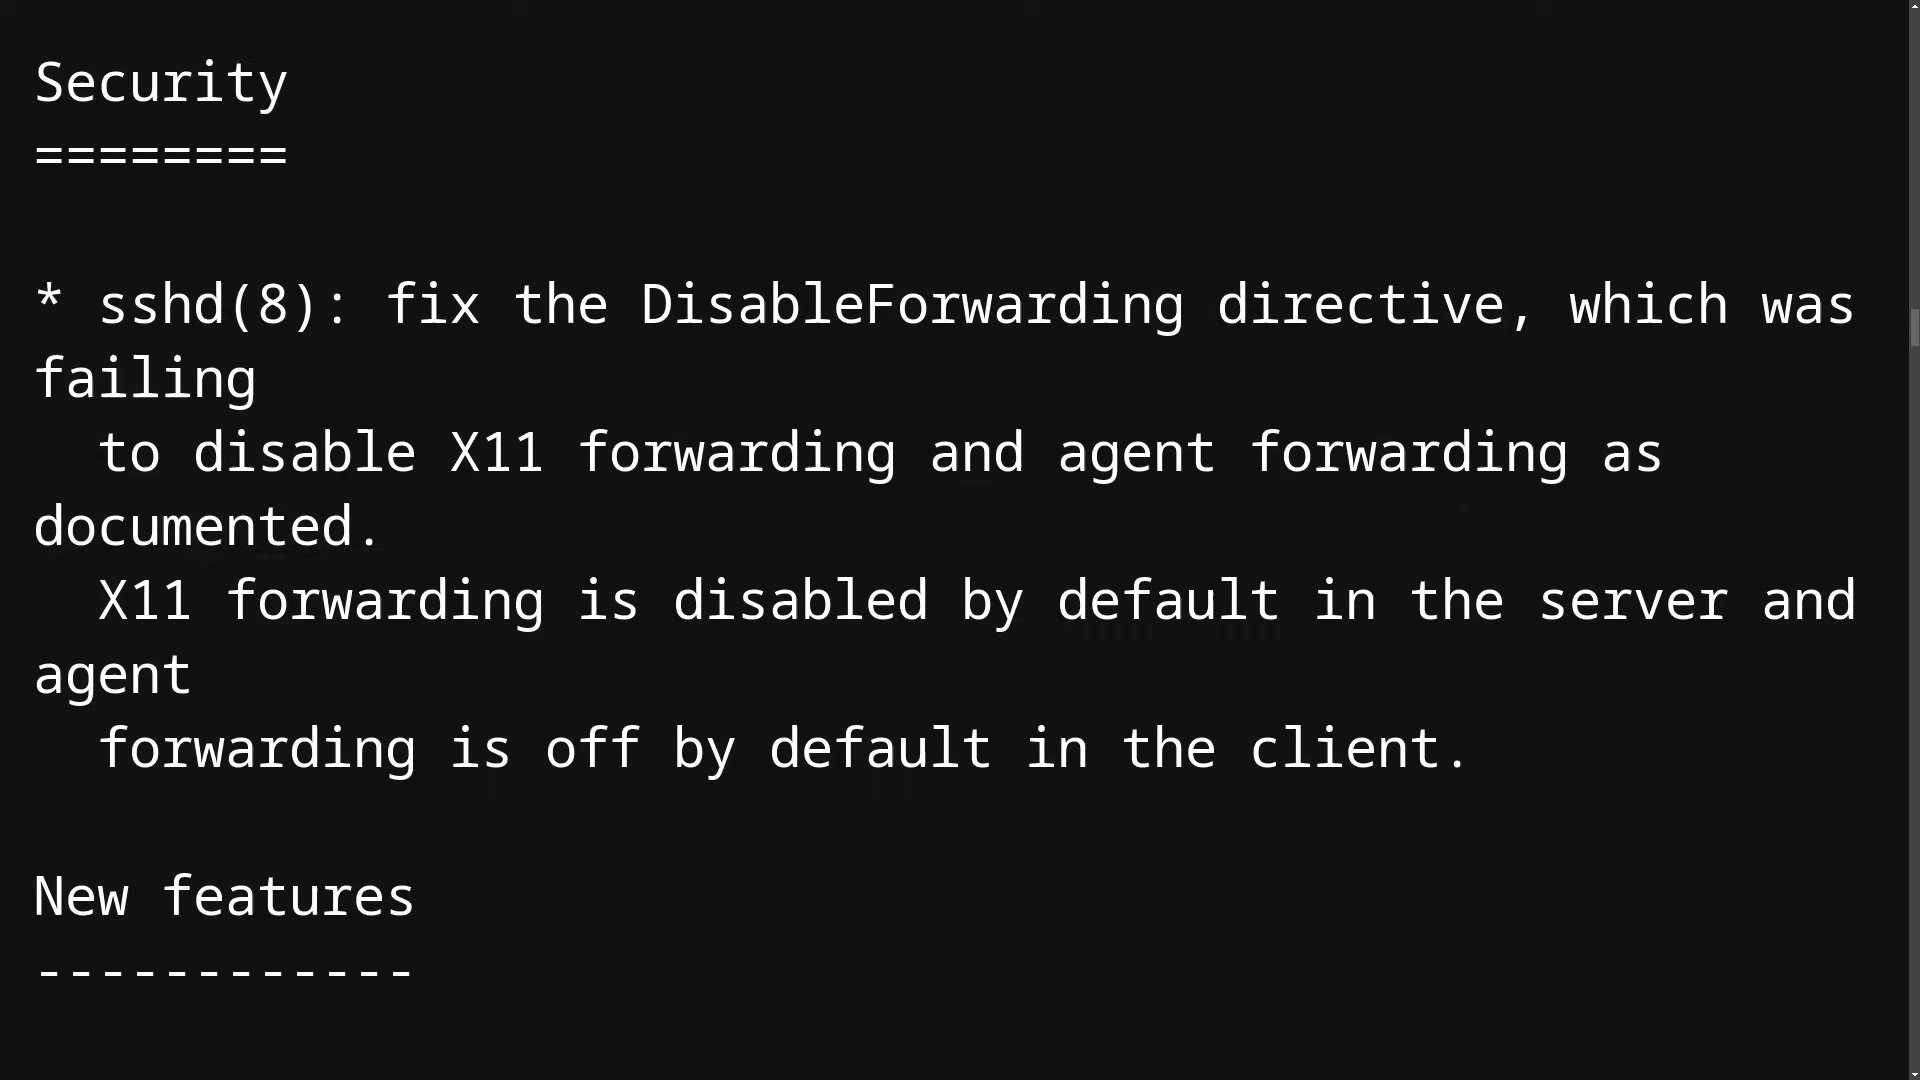 Security
========
* sshd(8): fix the DisableForwarding directive, which was
failing
to disable X11 forwarding and agent forwarding as
documented.
X11 forwarding is disabled by default in the server and
agent
forwarding is off by default in the client.
New features
------------